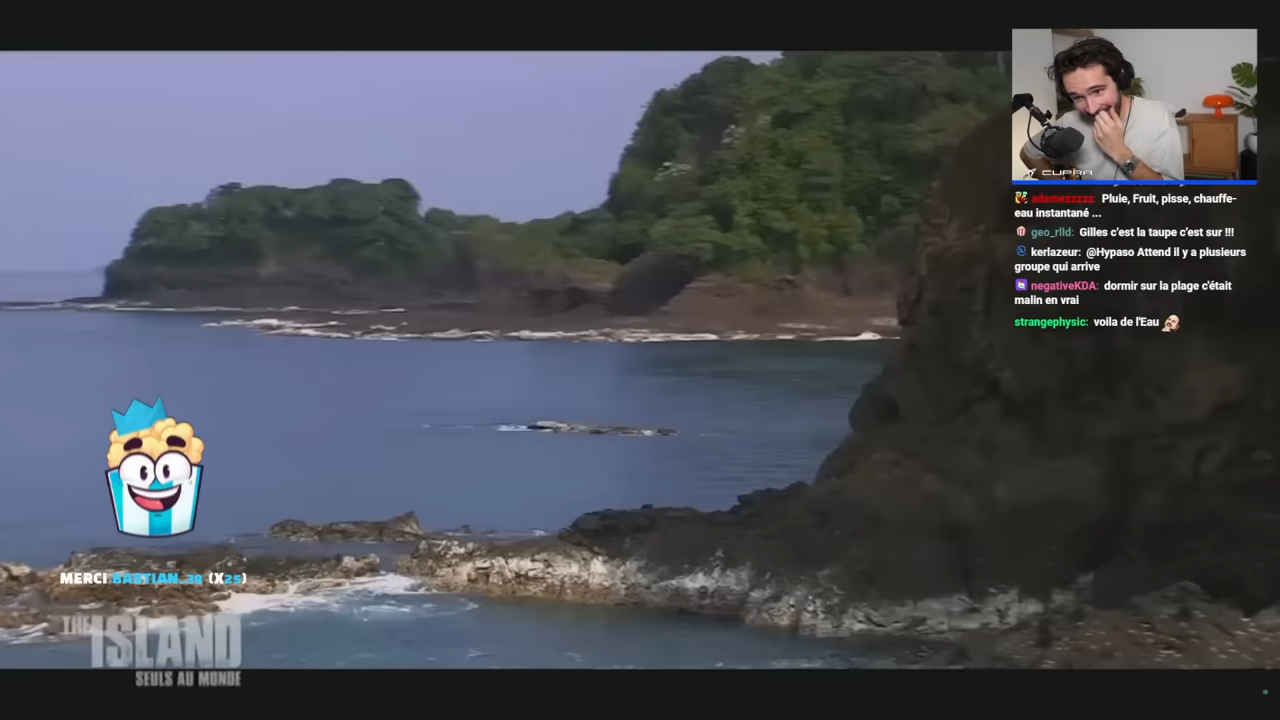 CUPRA
adamezzzzz: Pluie, Fruit, pisse, chauffe-
eau instantané ...
geo_rlld: Gilles c'est la taupe c'est sur !!!
kerlazeur: @Hypaso Attend il y a plusieurs
groupe qui arrive
negativeKDA: dormir sur la plage c'était
malin en vrai
strangephysic: voila de l'Eau
MERCI BASTIAN_30 (X25)
THE
ISLAND
SEULS AU MONDE